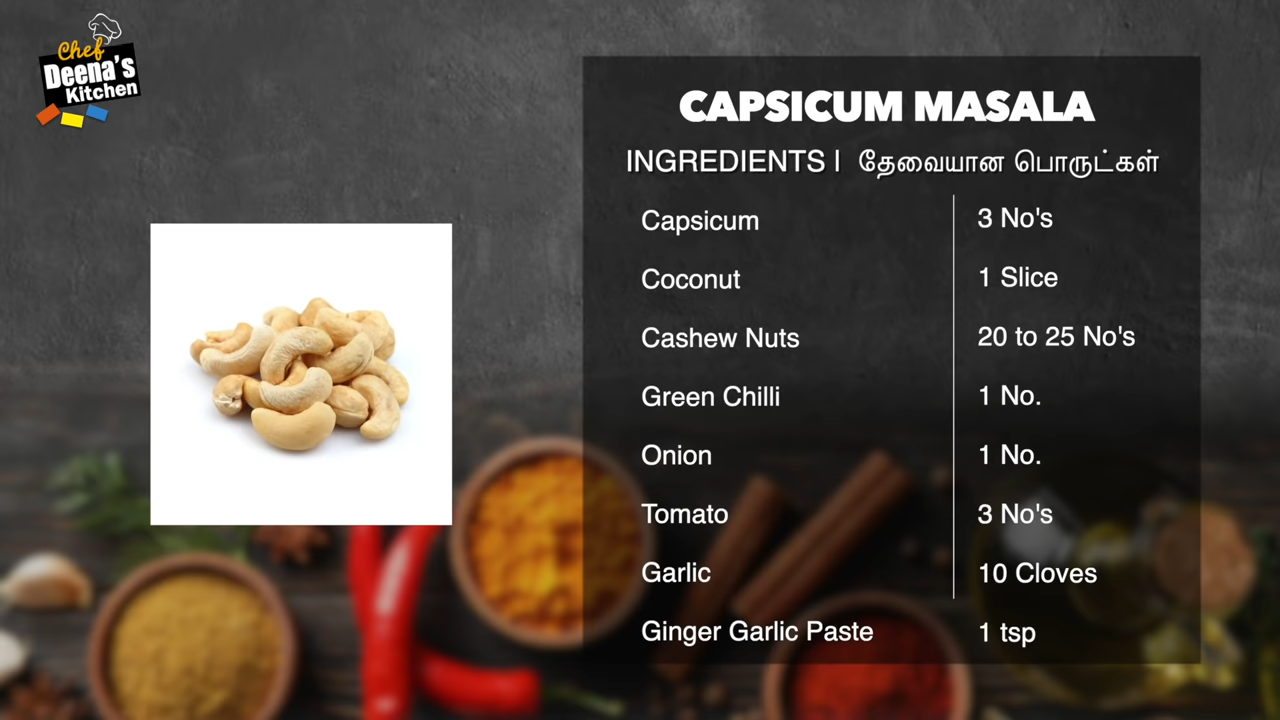 Chef
Deena's
Kitchen
CAPSICUM MASALA
INGREDIENTS | தேவையான பொருட்கள்
Capsicum 3 No's
Coconut 1 Slice
Cashew Nuts 20 to 25 No's
Green Chilli 1 No.
Onion 1 No.
Tomato 3 No's
Garlic 10 Cloves
Ginger Garlic Paste 1 tsp